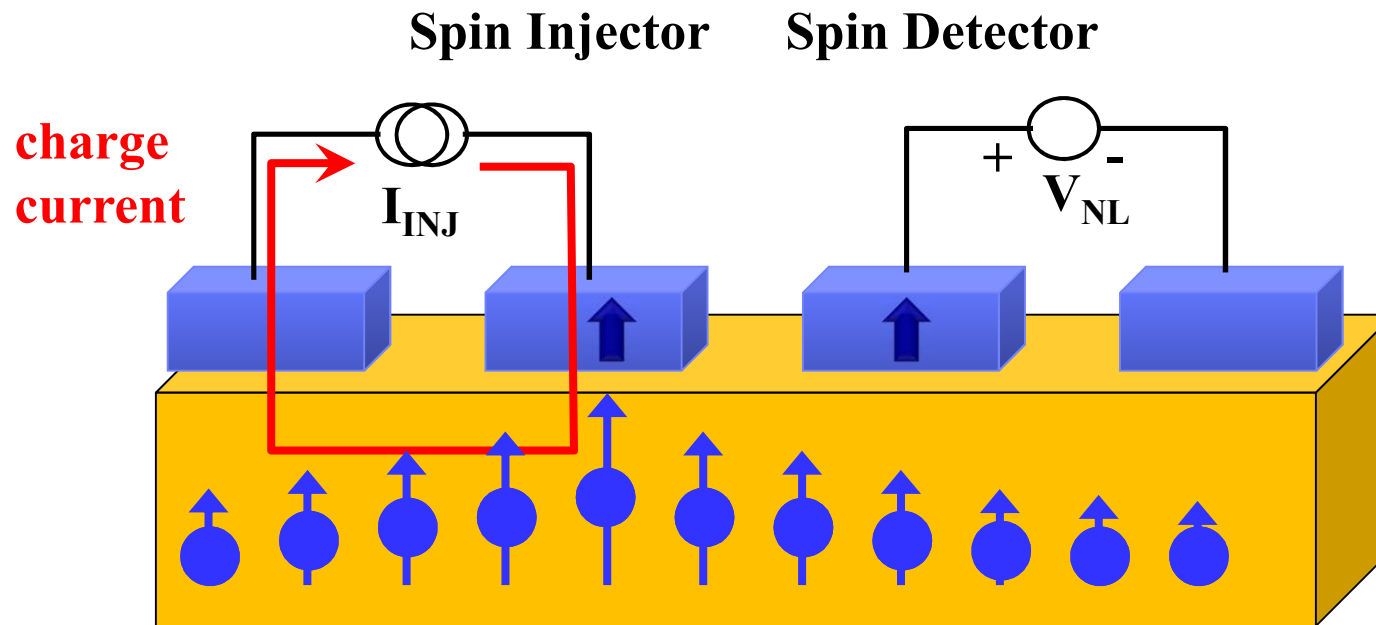 Spin Injector
Spin Detector
charge
current
I_INJ
+
-
V_NL